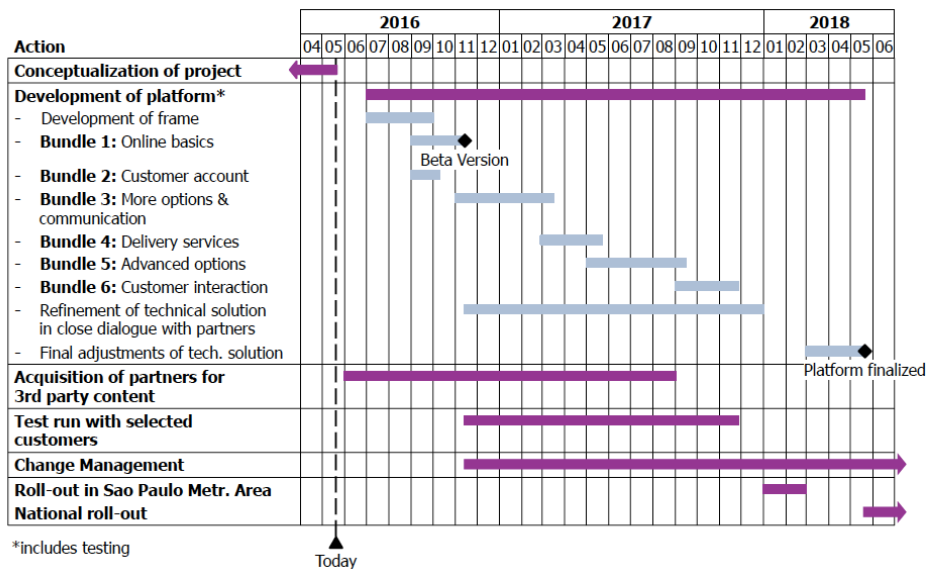 2016 2017 2018
Action 04 05 06 07 08 09 10 11 12 01 02 03 04 05 06 07 08 09 10 11 12 01 02 03 04 05 06
Conceptualization of project
Development of platform*
- Development of frame
- Bundle 1: Online basics
Beta Version
- Bundle 2: Customer account
- Bundle 3: More options &
communication
- Bundle 4: Delivery services
- Bundle 5: Advanced options
- Bundle 6: Customer interaction
- Refinement of technical solution
in close dialogue with partners
- Final adjustments of tech. solution
Platform finalized
Acquisition of partners for
3rd party content
Test run with selected
customers
Change Management
Roll-out in Sao Paulo Metr. Area
National roll-out
*includes testing
Today